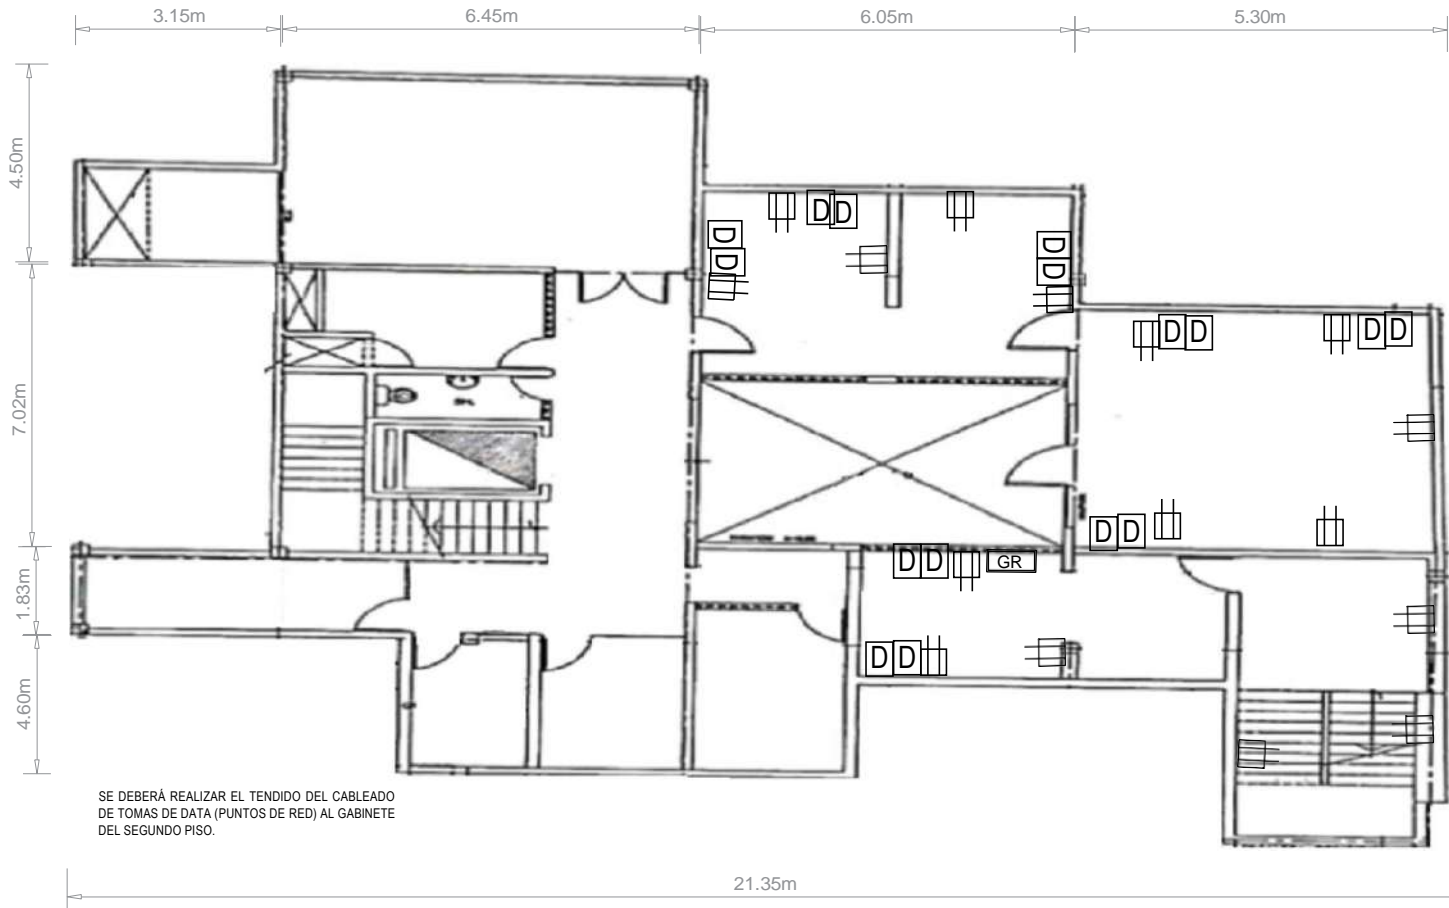 3.15m 6.45m 6.05m 5.30m
4.50m
7.02m
1.83m
4.60m
D D
D
D
D
D
D D
D D
D D
D D GR
D D
SE DEBERÁ REALIZAR EL TENDIDO DEL CABLEADO
DE TOMAS DE DATA (PUNTOS DE RED) AL GABINETE
DEL SEGUNDO PISO.
21.35m